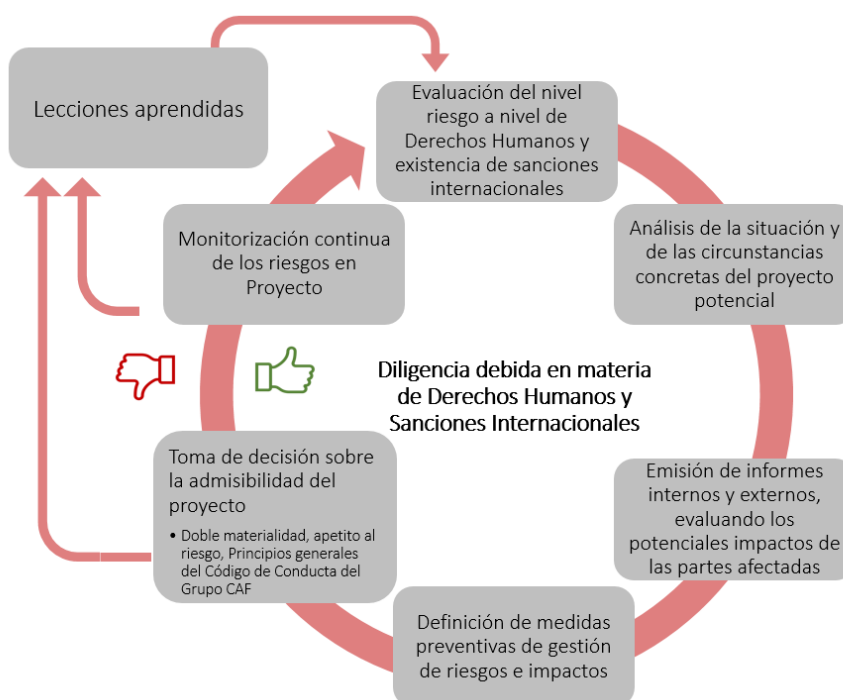 Lecciones aprendidas
Evaluación del nivel
riesgo a nivel de
Derechos Humanos y
existencia de sanciones
internacionales
Análisis de la situación y
de las circunstancias
concretas del proyecto
potencial
Emisión de informes
internos y externos,
evaluando los
potenciales impactos de
las partes afectadas
Definición de medidas
preventivas de gestión
de riesgos e impactos
Toma de decisión sobre
la admisibilidad del
proyecto
• Doble materialidad, apetito al
riesgo, Principios generales
del Código de Conducta del
Grupo CAF
Monitorización continua
de los riesgos en
Proyecto
Diligencia debida en materia
de Derechos Humanos y
Sanciones Internacionales